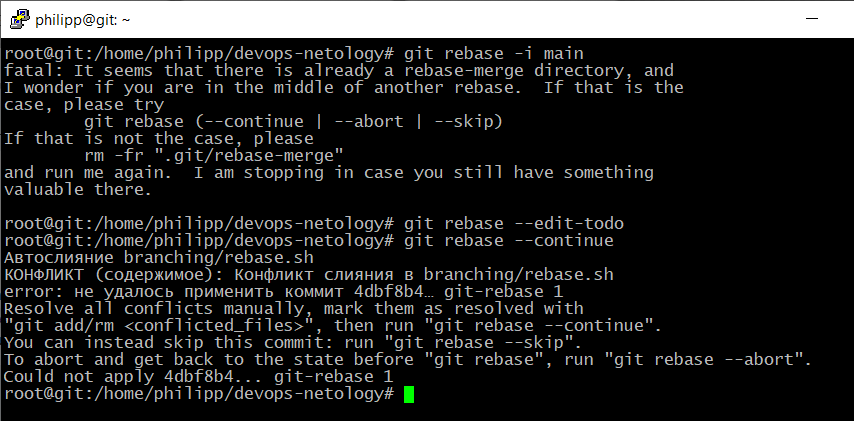 philipp@git: ~
root@git:/home/philipp/devops-netology# git rebase -i main
fatal: It seems that there is already a rebase-merge directory, and
I wonder if you are in the middle of another rebase.  If that is the
case, please try
        git rebase (--continue | --abort | --skip)
If that is not the case, please
        rm -fr ".git/rebase-merge"
and run me again.  I am stopping in case you still have something
valuable there.
root@git:/home/philipp/devops-netology# git rebase --edit-todo
root@git:/home/philipp/devops-netology# git rebase --continue
Автослияние branching/rebase.sh
КОНФЛИКТ (содержимое): Конфликт слияния в branching/rebase.sh
error: не удалось применить коммит 4dbf8b4… git-rebase 1
Resolve all conflicts manually, mark them as resolved with
"git add/rm <conflicted_files>", then run "git rebase --continue".
You can instead skip this commit: run "git rebase --skip".
To abort and get back to the state before "git rebase", run "git rebase --abort".
Could not apply 4dbf8b4... git-rebase 1
root@git:/home/philipp/devops-netology#